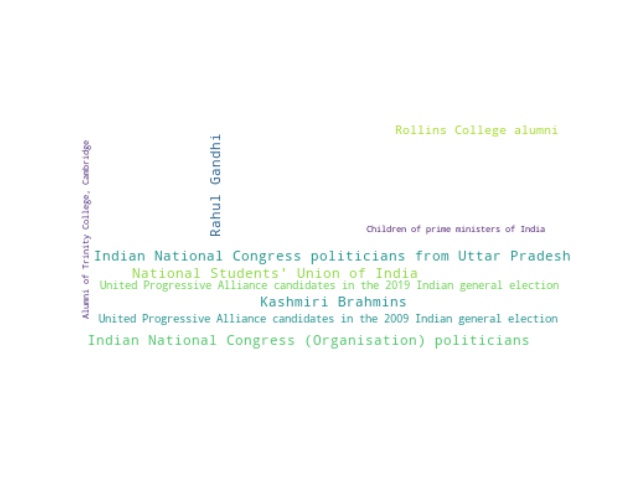 Rollins College alumni
Rahul Gandhi
Alumni of Trinity College, Cambridge
Children of prime ministers of India
Indian National Congress politicians from Uttar Pradesh
National Students' Union of India
United Progressive Alliance candidates in the 2019 Indian general election
Kashmiri Brahmins
United Progressive Alliance candidates in the 2009 Indian general election
Indian National Congress (Organisation) politicians